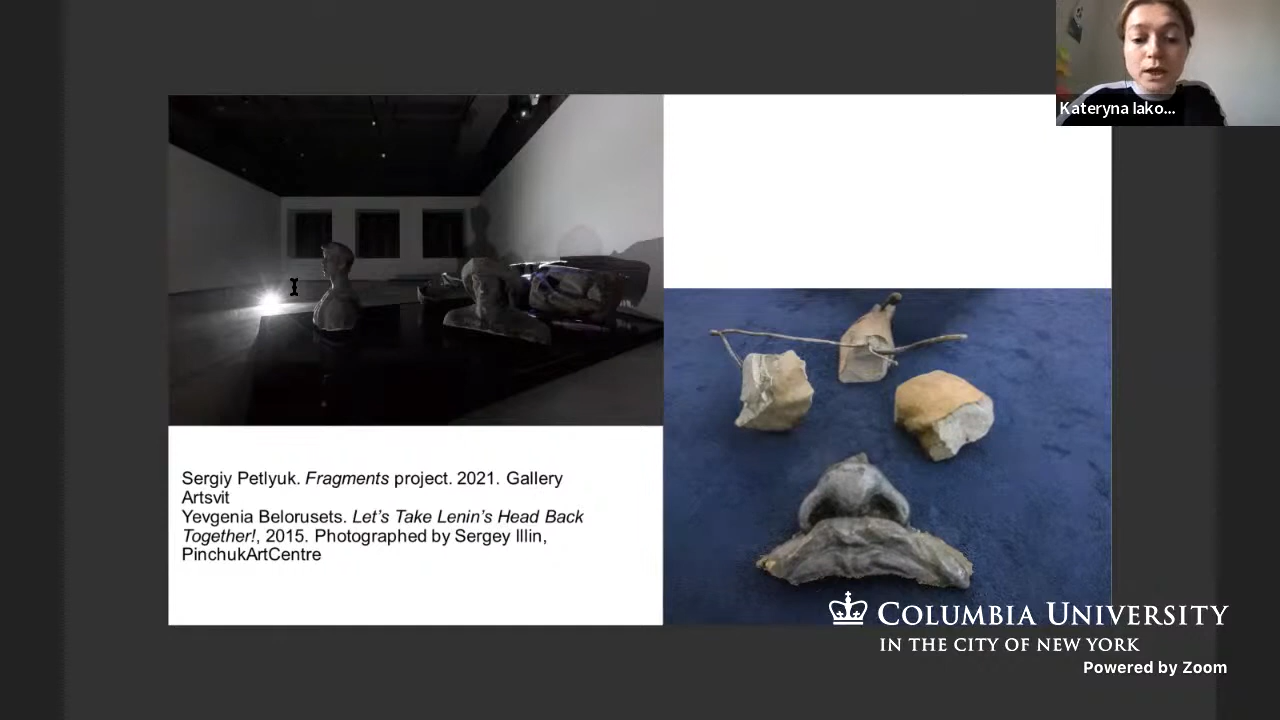 Kateryna Iako...
Sergiy Petlyuk. Fragments project. 2021. Gallery
Artsvit
Yevgenia Belorusets. Let's Take Lenin's Head Back
Together!, 2015. Photographed by Sergey Illin,
PinchukArtCentre
COLUMBIA UNIVERSITY
IN THE CITY OF NEW YORK
Powered by Zoom